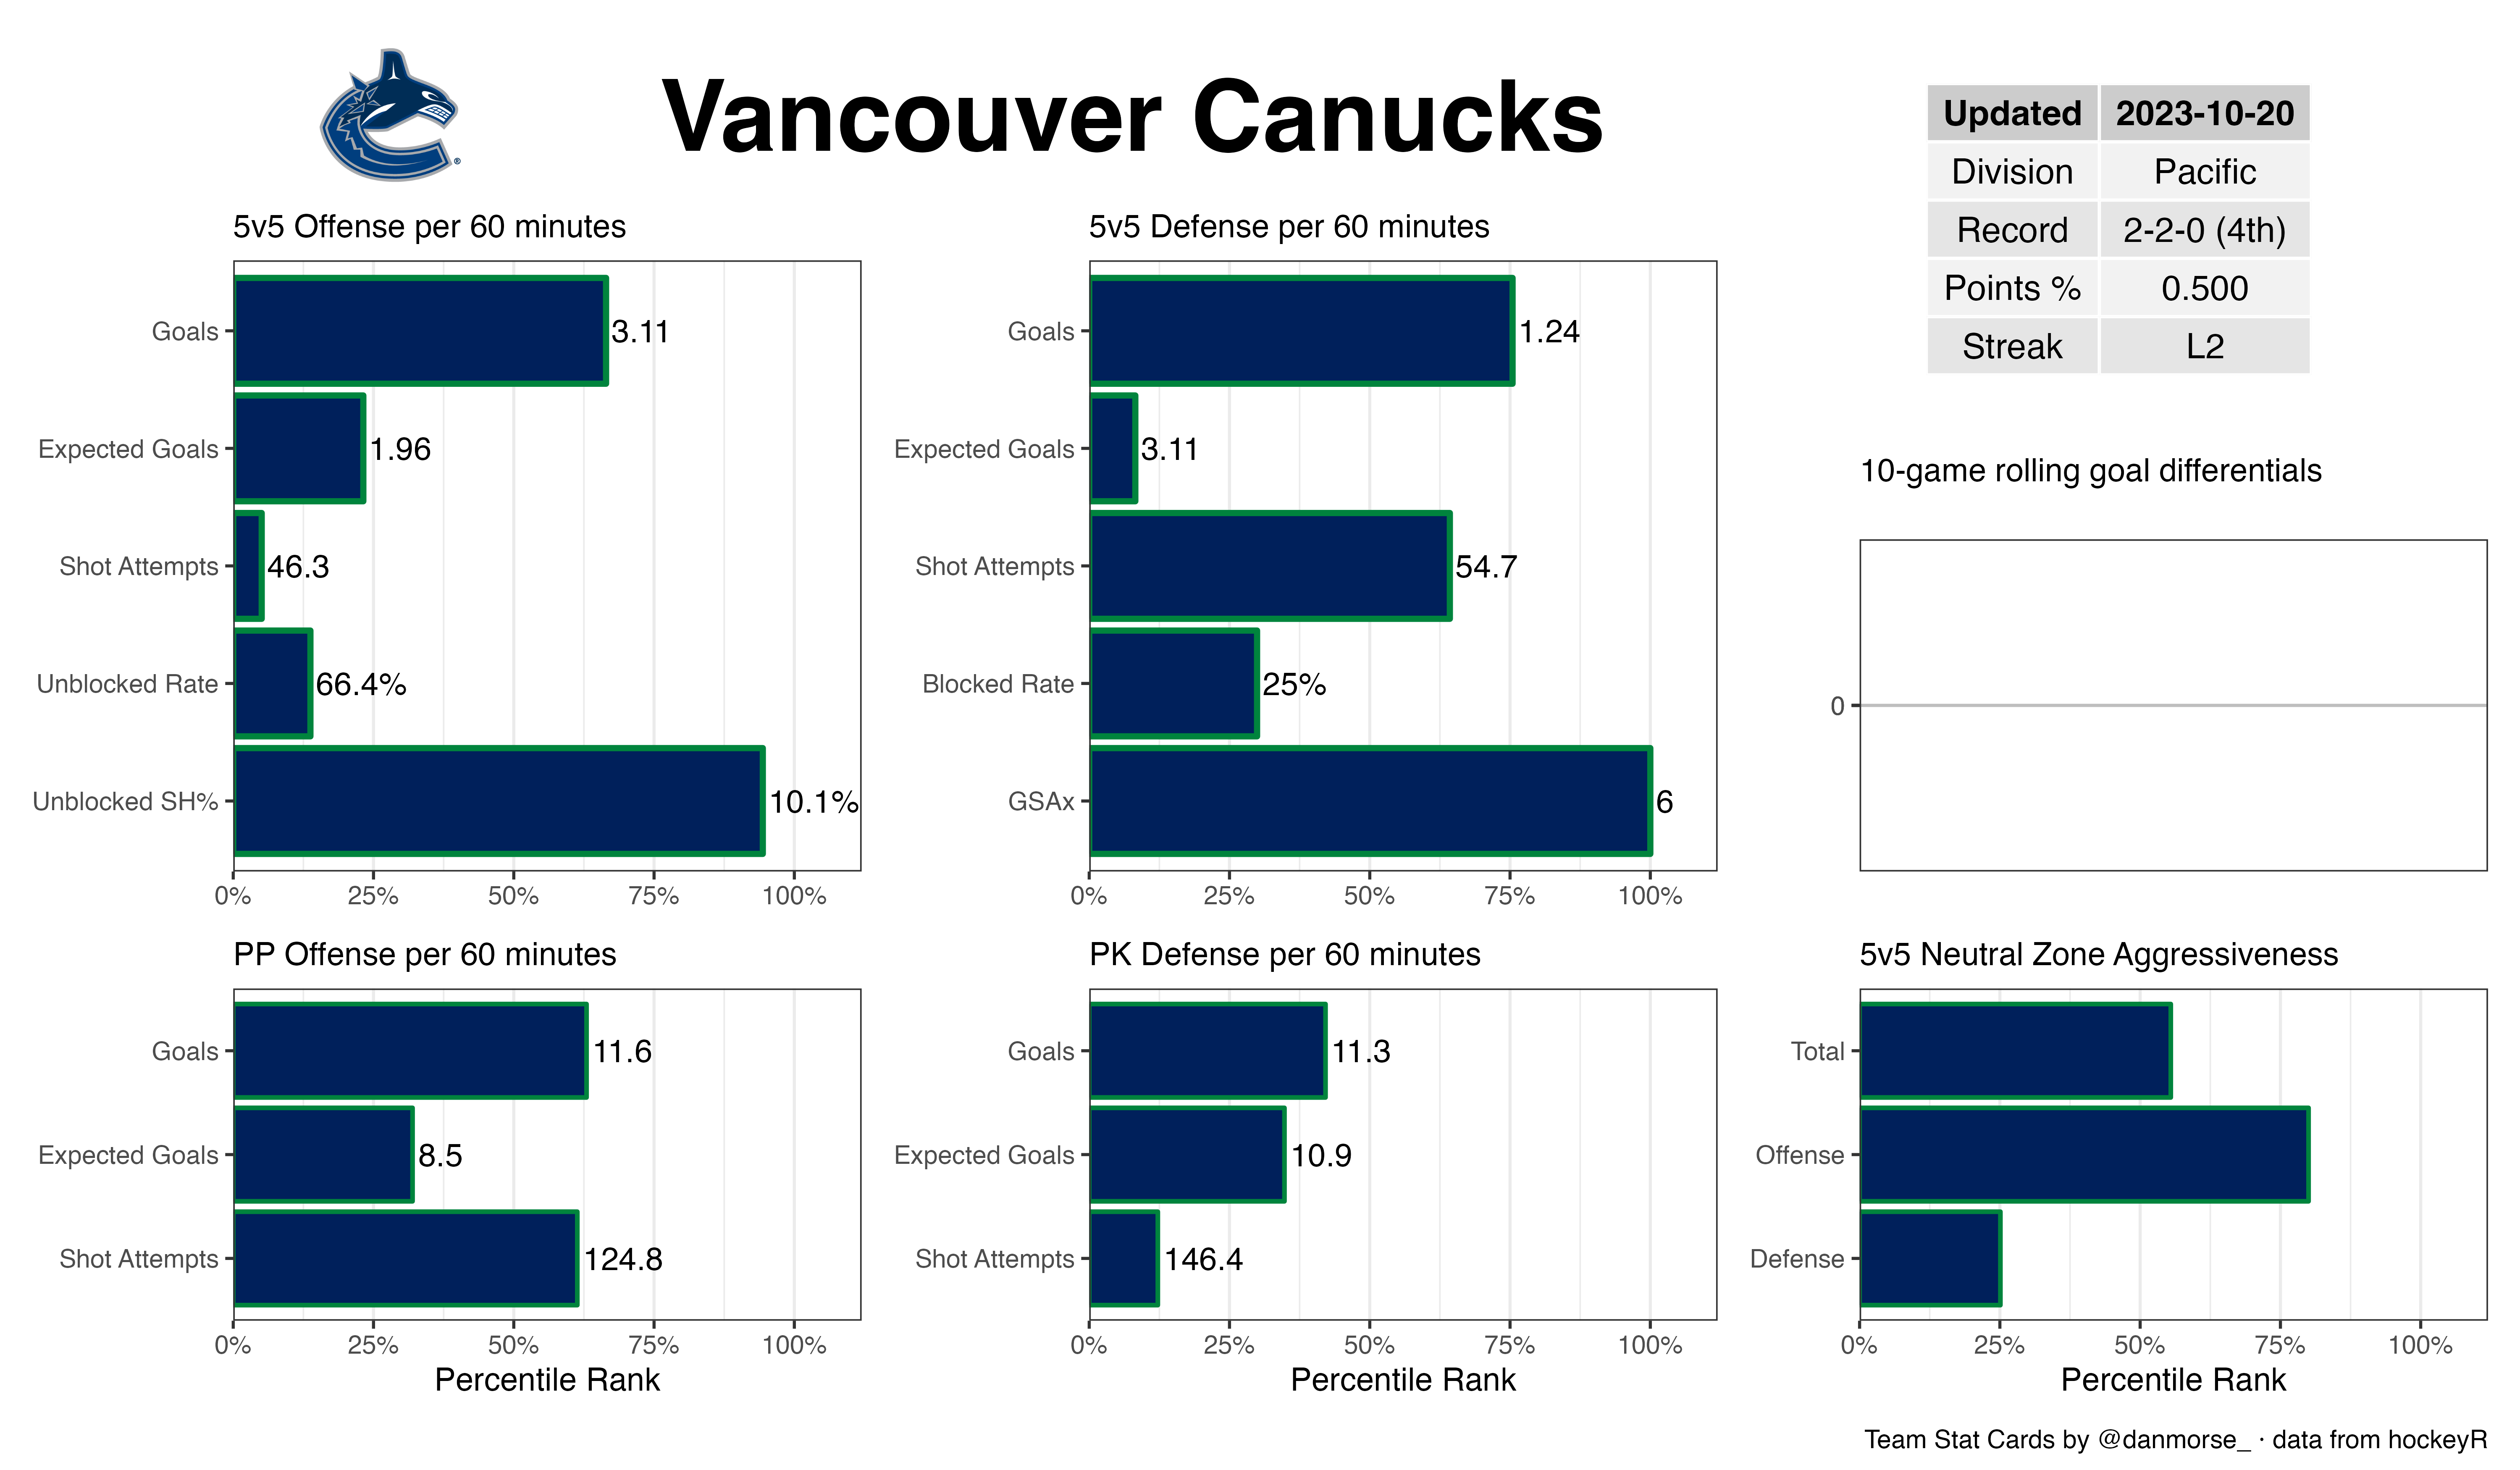 Vancouver Canucks
Updated 2023-10-20
Division Pacific
Record 2-2-0 (4th)
Points % 0.500
Streak L2
5v5 Offense per 60 minutes
Goals 3.11
Expected Goals 1.96
Shot Attempts 46.3
Unblocked Rate 66.4%
Unblocked SH% 10.1%
0% 25% 50% 75% 100%
5v5 Defense per 60 minutes
Goals 1.24
Expected Goals 3.11
Shot Attempts 54.7
Blocked Rate 25%
GSAx 6
0% 25% 50% 75% 100%
10-game rolling goal differentials
0
PP Offense per 60 minutes
Goals 11.6
Expected Goals 8.5
Shot Attempts 124.8
0% 25% 50% 75% 100%
Percentile Rank
PK Defense per 60 minutes
Goals 11.3
Expected Goals 10.9
Shot Attempts 146.4
0% 25% 50% 75% 100%
Percentile Rank
5v5 Neutral Zone Aggressiveness
Total
Offense
Defense
0% 25% 50% 75% 100%
Percentile Rank
Team Stat Cards by @danmorse_ · data from hockeyR